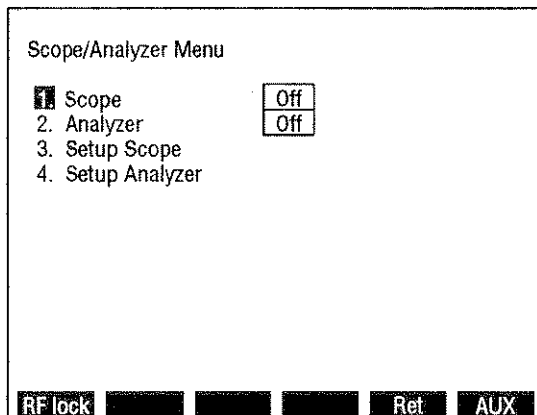 Scope/Analyzer Menu
1. Scope Off
2. Analyzer Off
3. Setup Scope
4. Setup Analyzer
RF lock Ret AUX